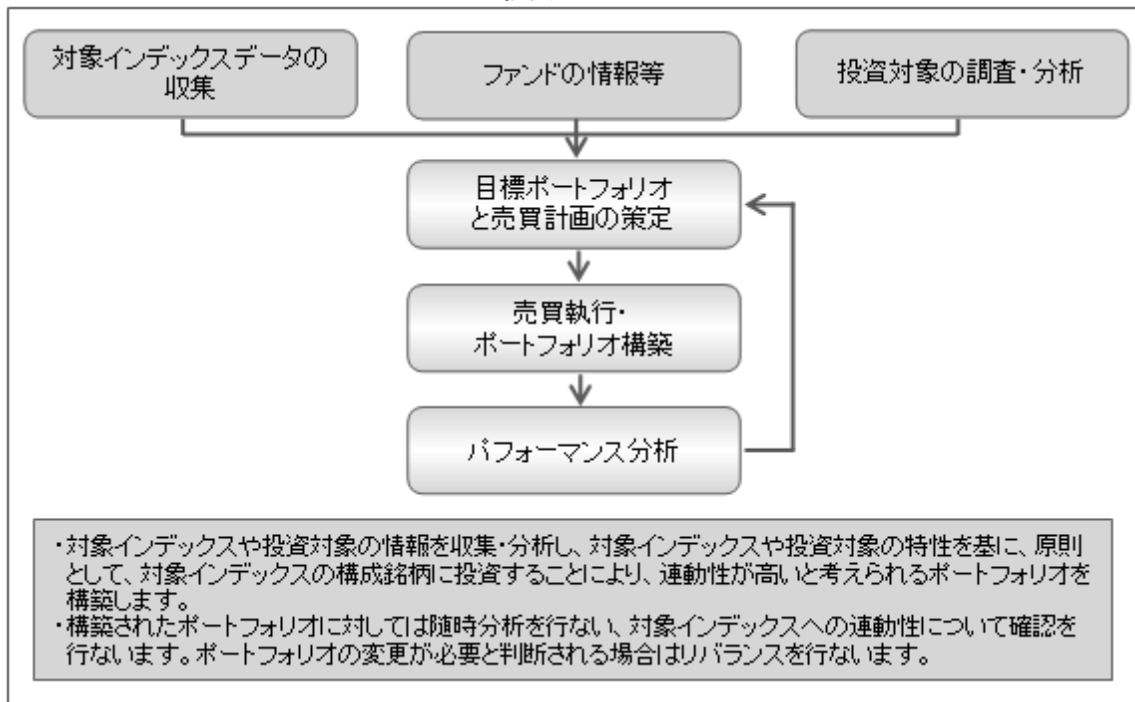 対象インデックスデータの
収集
ファンドの情報等
投資対象の調査・分析
目標ポートフォリオ
と売買計画の策定
売買執行・
ポートフォリオ構築
パフォーマンス分析
・対象インデックスや投資対象の情報を収集・分析し、対象インデックスや投資対象の特性を基に、原則
として、対象インデックスの構成銘柄に投資することにより、連動性が高いと考えられるポートフォリオを
構築します。
・構築されたポートフォリオに対しては随時分析を行ない、対象インデックスへの連動性について確認を
行ないます。ポートフォリオの変更が必要と判断される場合はリバランスを行ないます。